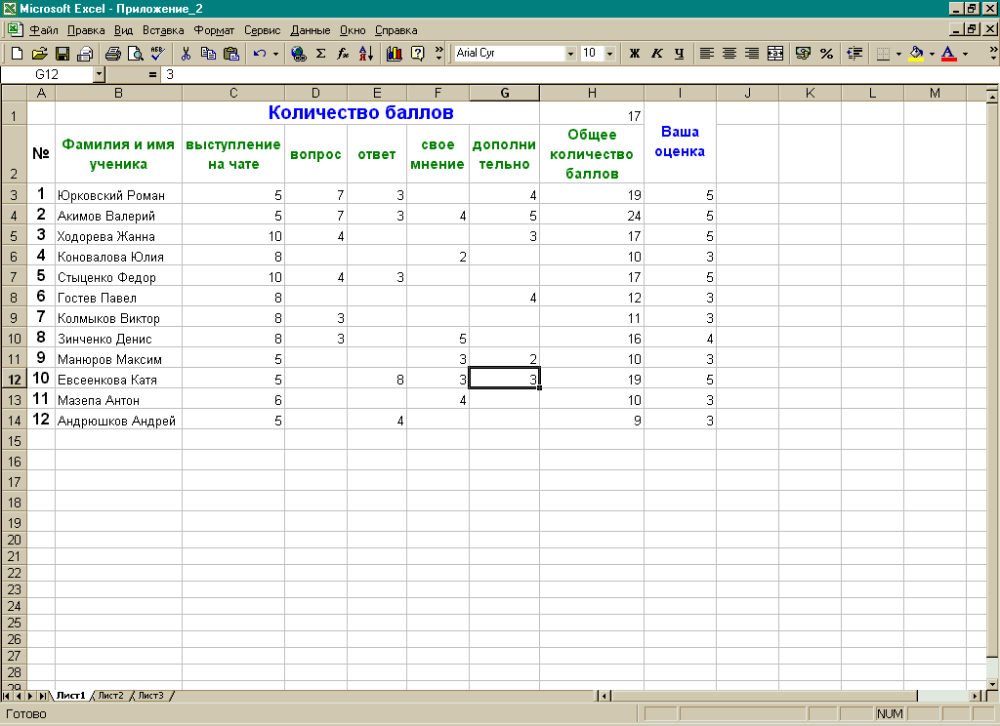 Microsoft Excel - Приложение_2
Файл Правка Вид Вставка Формат Сервис Данные Окно Справка
Arial Cyr 10 Ж К Ч %
G12 = 3
A B C D E F G H I J K L M
1 Количество баллов 17
2 № Фамилия и имя ученика выступление на чате вопрос ответ свое мнение дополни тельно Общее количество баллов Ваша оценка
3 1 Юрковский Роман 5 7 3 4 19 5
4 2 Акимов Валерий 5 7 3 4 5 24 5
5 3 Ходорева Жанна 10 4 3 17 5
6 4 Коновалова Юлия 8 2 10 3
7 5 Стыценко Федор 10 4 3 17 5
8 6 Гостев Павел 8 4 12 3
9 7 Колмыков Виктор 8 3 11 3
10 8 Зинченко Денис 8 3 5 16 4
11 9 Манюров Максим 5 3 2 10 3
12 10 Евсеенкова Катя 5 8 3 3 19 5
13 11 Мазепа Антон 6 4 10 3
14 12 Андрюшков Андрей 5 4 9 3
15
16
17
18
19
20
21
22
23
24
25
26
27
28
29
Лист1 Лист2 Лист3
Готово NUM